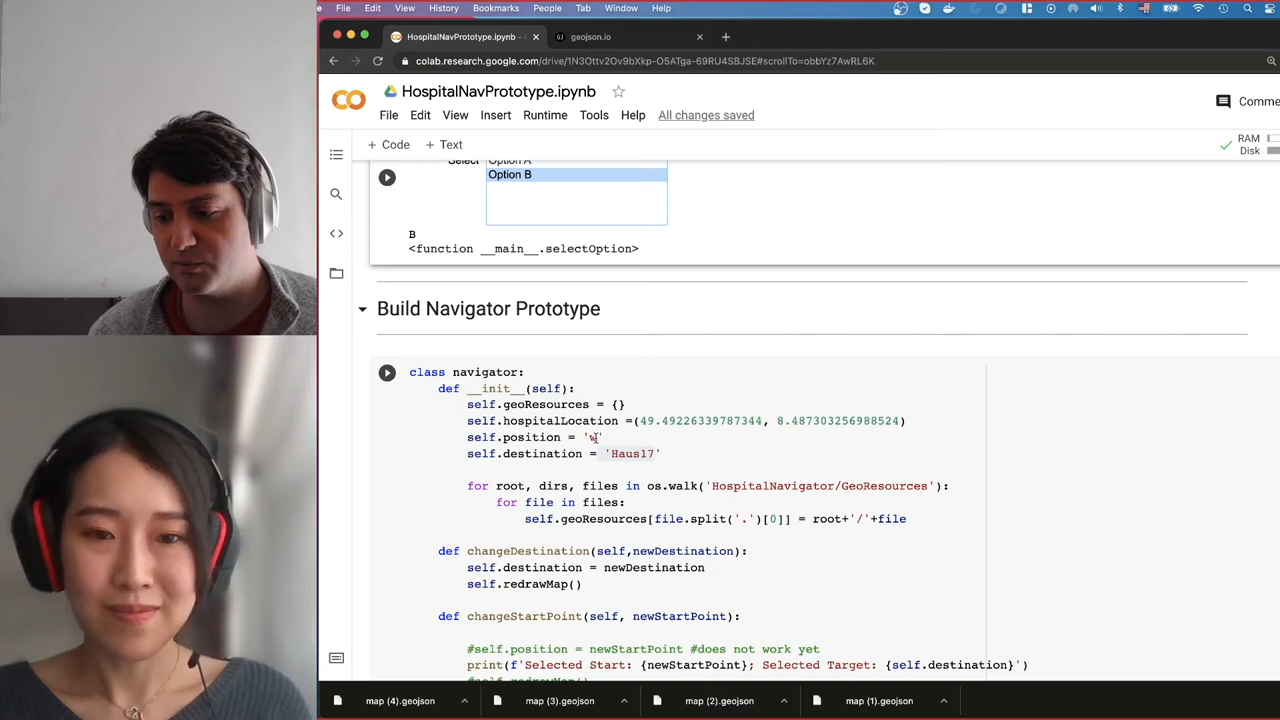 File Edit View History Bookmarks People Tab Window Help
HospitalNavPrototype.ipynb - geojson.io
colab.research.google.com/drive/1N3Ottv2Ov9bXkp-O5ATga-69RU4SBJSE#scrollTo=obbYz7AwRL6K
HospitalNavPrototype.ipynb
File Edit View Insert Runtime Tools Help All changes saved
Comme
+ Code + Text
RAM
Disk
Select Option A
Option B
B
<function __main__.selectOption>
Build Navigator Prototype
class navigator:
def __init__(self):
self.geoResources = {}
self.hospitalLocation =(49.49226339787344, 8.487303256988524)
self.position = 'w'
self.destination = 'Haus17'
for root, dirs, files in os.walk('HospitalNavigator/GeoResources'):
for file in files:
self.geoResources[file.split('.')[0]] = root+'/'+file
def changeDestination(self,newDestination):
self.destination = newDestination
self.redrawMap()
def changeStartPoint(self, newStartPoint):
#self.position = newStartPoint #does not work yet
print(f'Selected Start: {newStartPoint}; Selected Target: {self.destination}')
#self.redrawMap()
map (4).geojson map (3).geojson map (2).geojson map (1).geojson